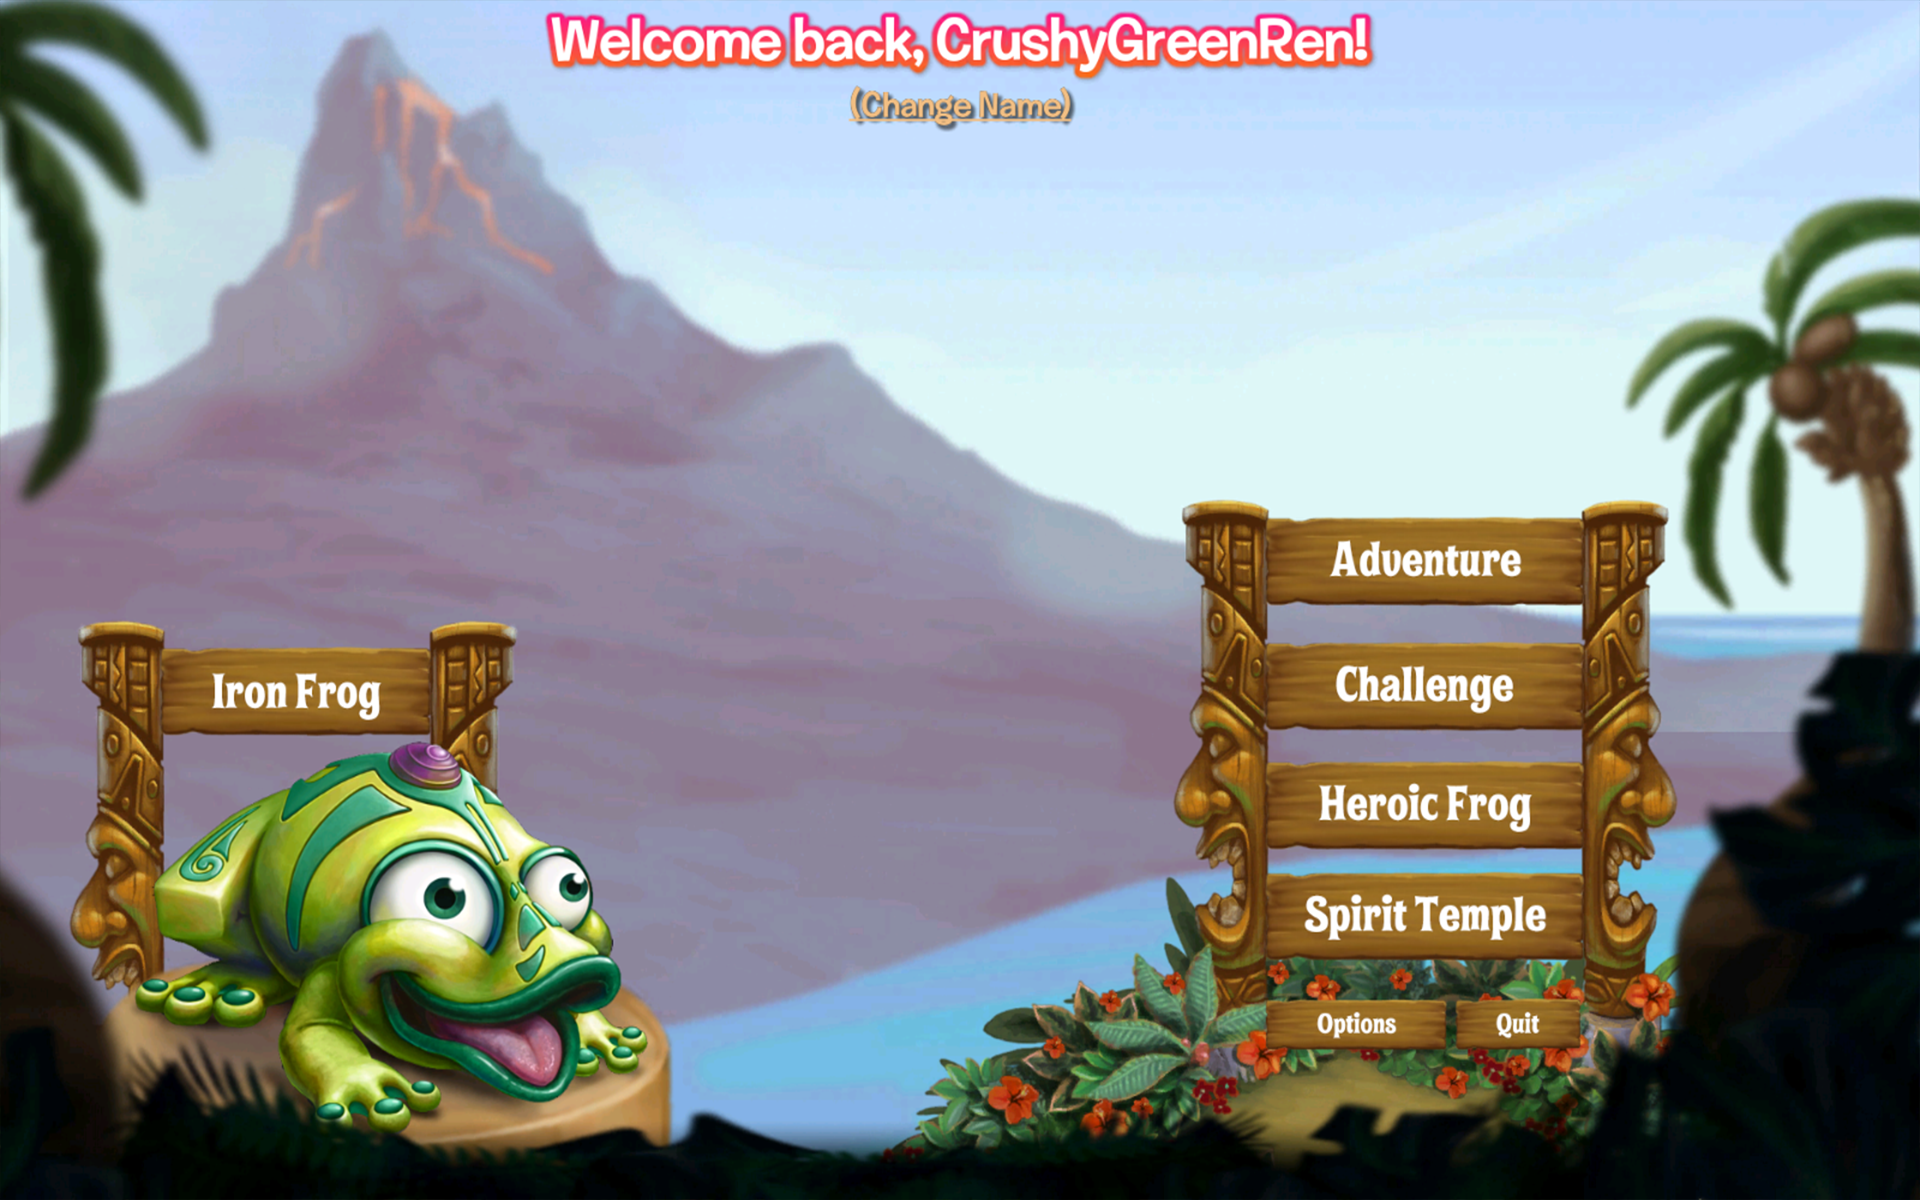 Welcome back, CrushyGreenRen!
(Change Name)
Iron Frog
Adventure
Challenge
Heroic Frog
Spirit Temple
Options
Quit